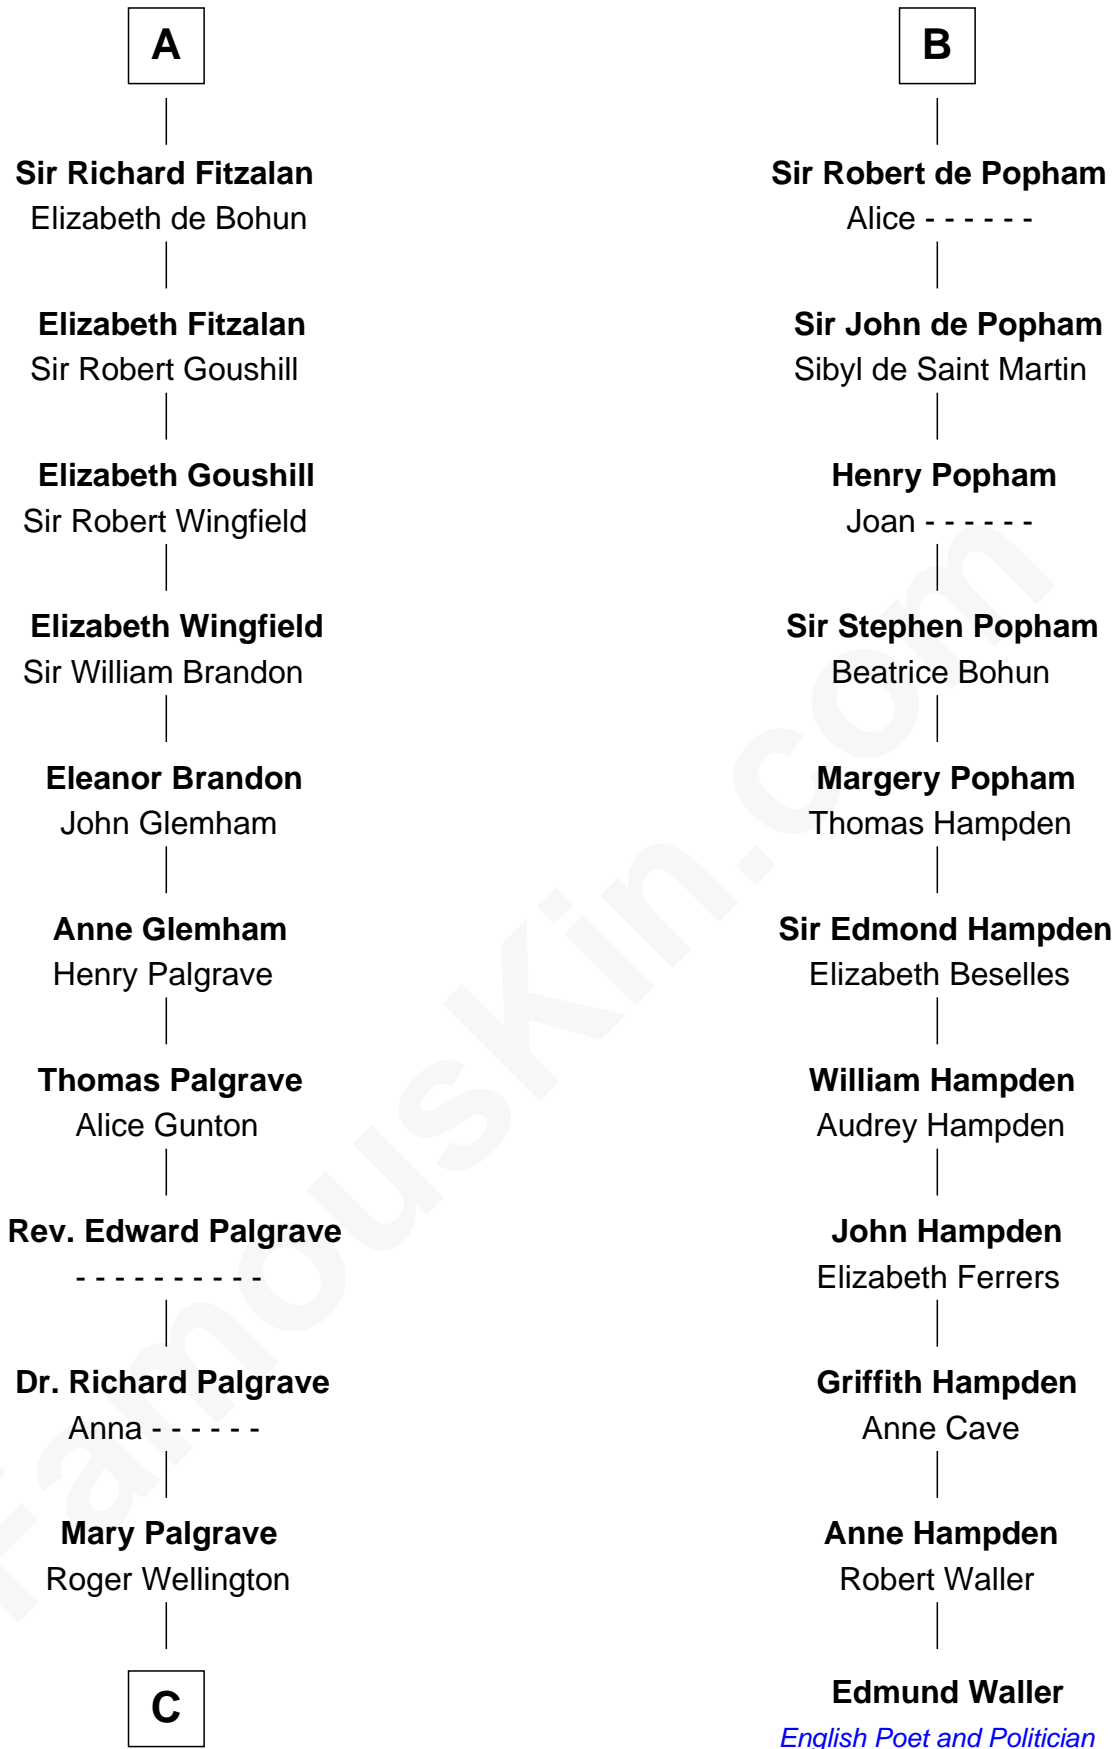 A
Sir Richard Fitzalan
Elizabeth de Bohun
Elizabeth Fitzalan
Sir Robert Goushill
Elizabeth Goushill
Sir Robert Wingfield
Elizabeth Wingfield
Sir William Brandon
Eleanor Brandon
John Glemham
Anne Glemham
Henry Palgrave
Thomas Palgrave
Alice Gunton
Rev. Edward Palgrave
- - - - - - - - - -
Dr. Richard Palgrave
Anna - - - - - -
Mary Palgrave
Roger Wellington
C
B
Sir Robert de Popham
Alice - - - - - -
Sir John de Popham
Sibyl de Saint Martin
Henry Popham
Joan - - - - - -
Sir Stephen Popham
Beatrice Bohun
Margery Popham
Thomas Hampden
Sir Edmond Hampden
Elizabeth Beselles
William Hampden
Audrey Hampden
John Hampden
Elizabeth Ferrers
Griffith Hampden
Anne Cave
Anne Hampden
Robert Waller
Edmund Waller
English Poet and Politician
FamousKin.com